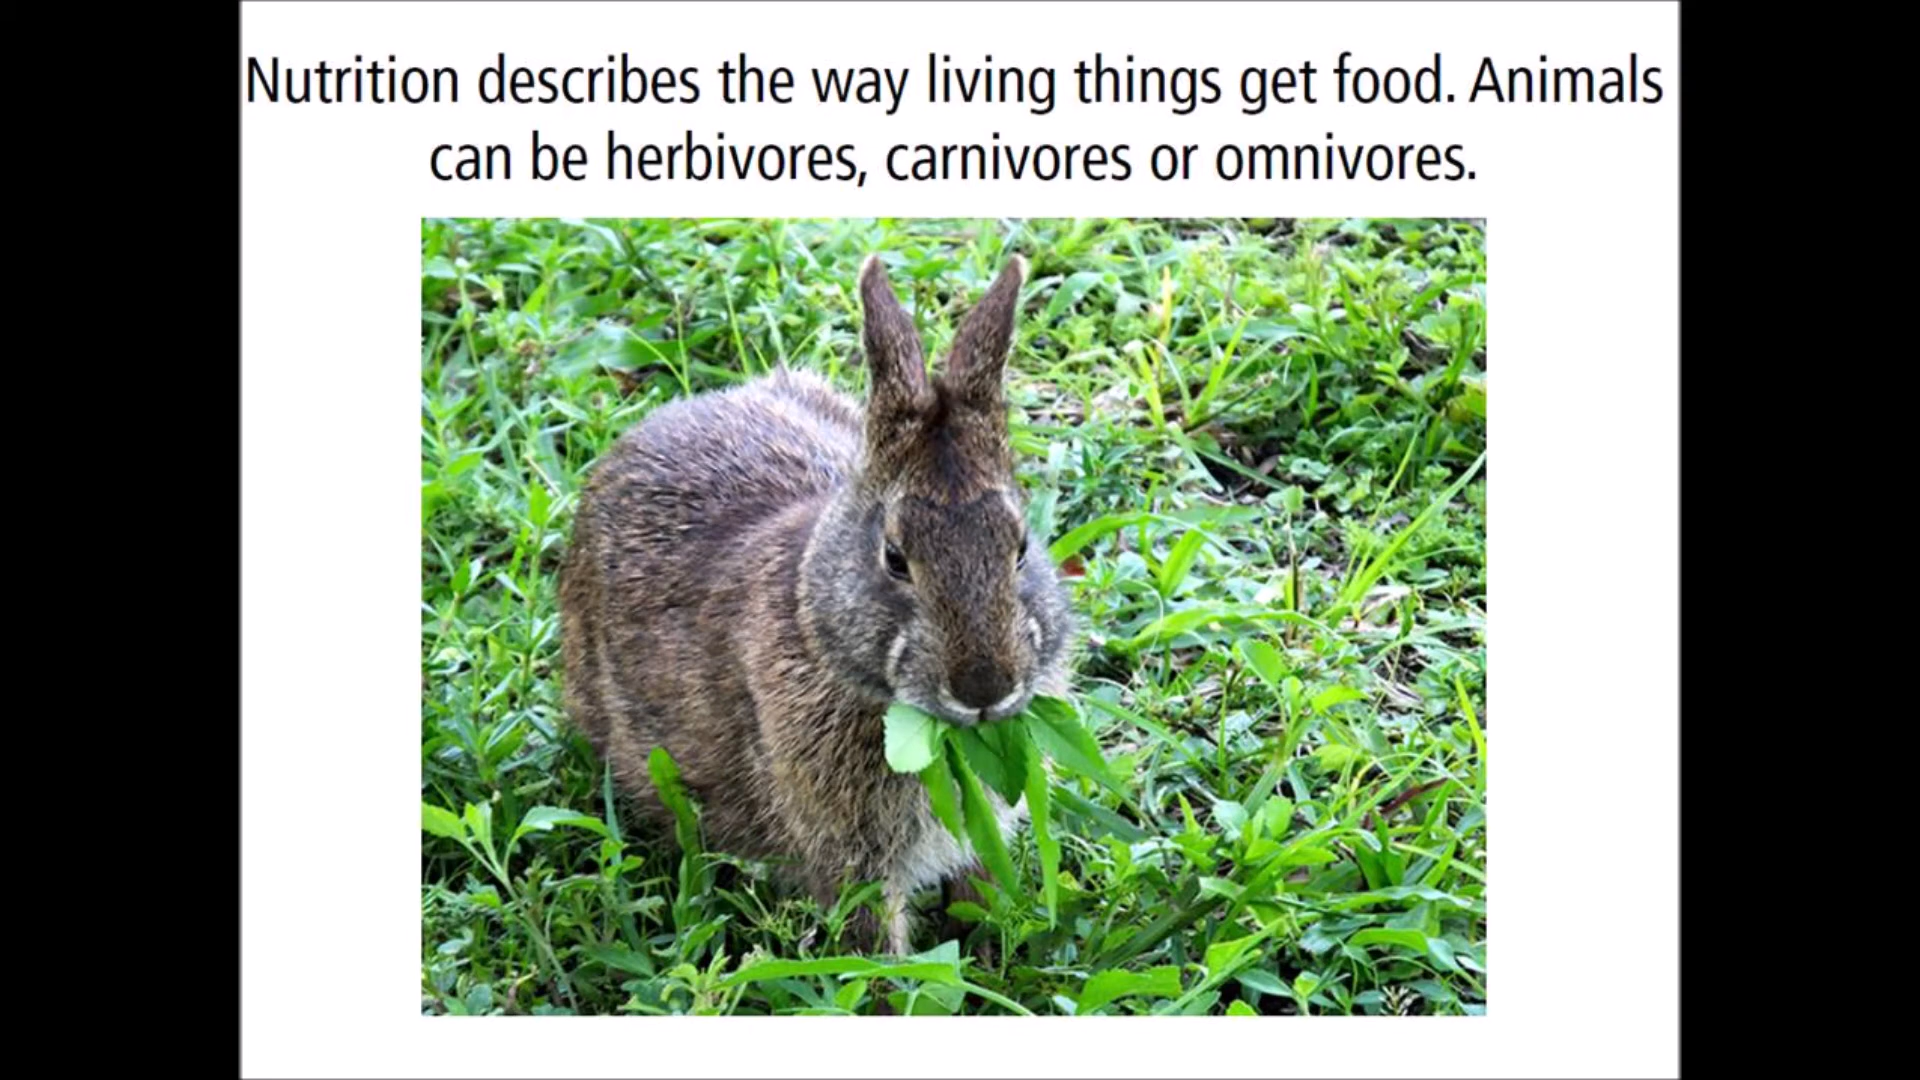 Nutrition describes the way living things get food. Animals
can be herbivores, carnivores or omnivores.